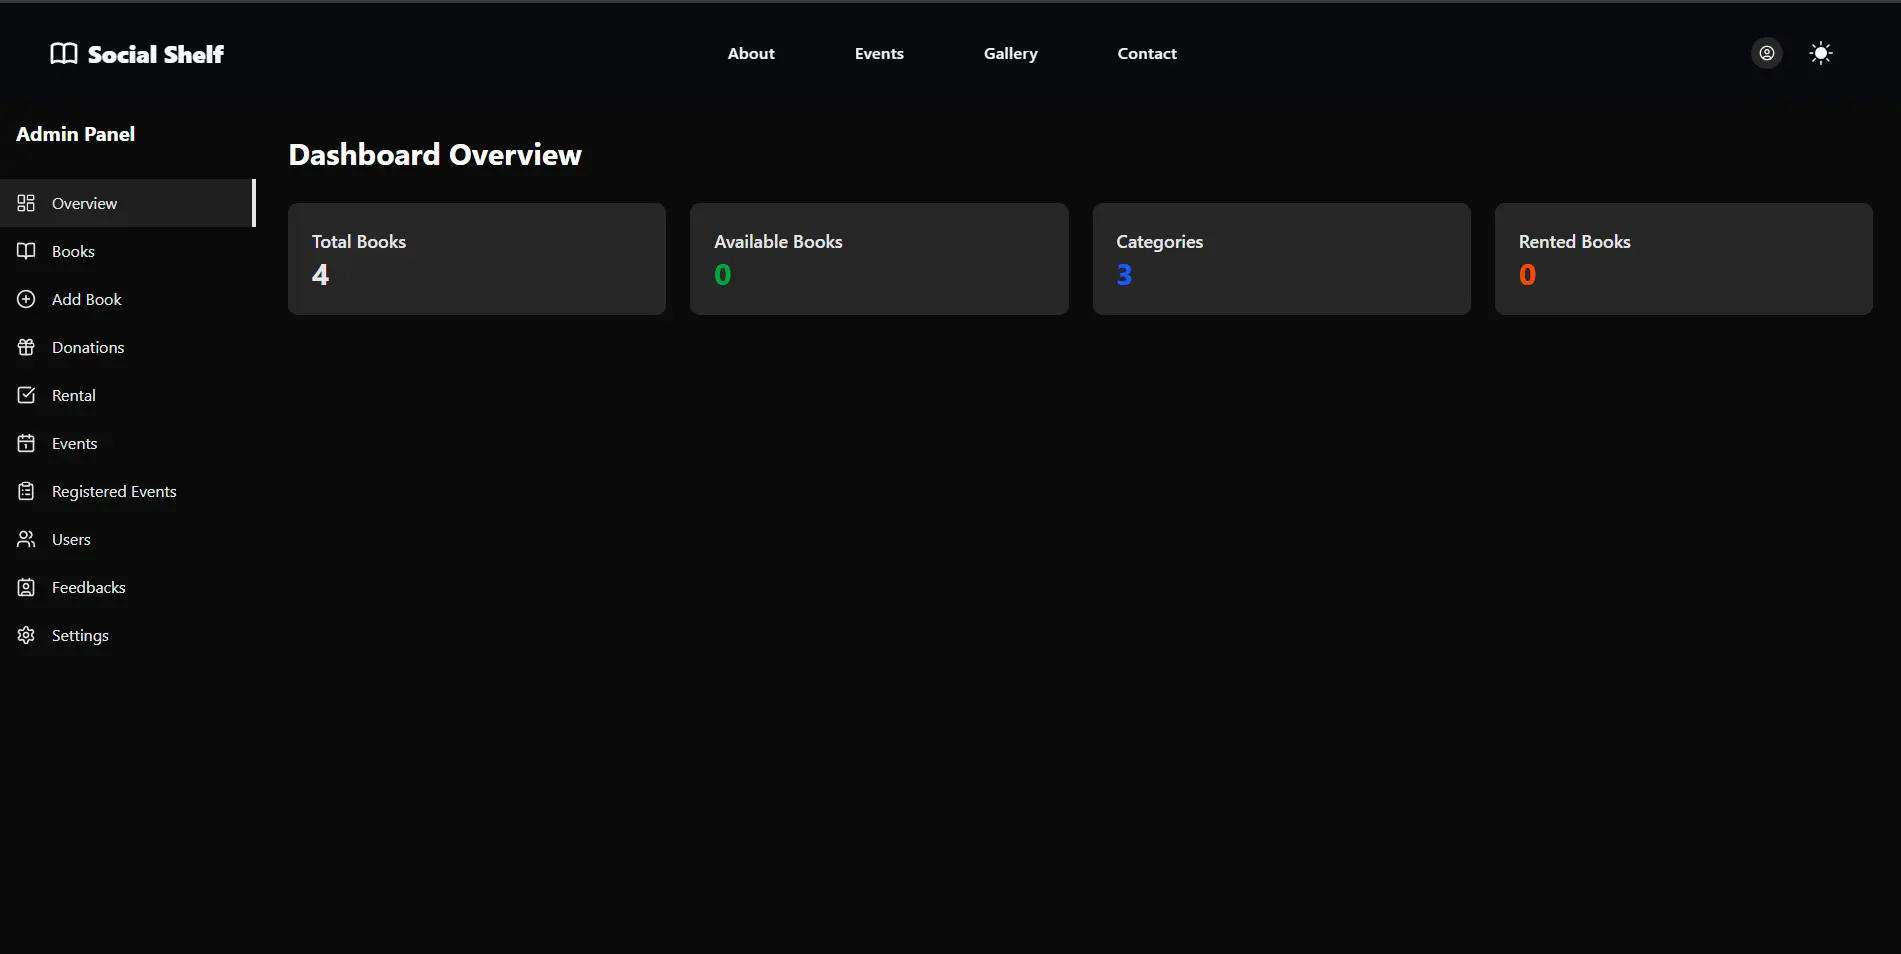 Social Shelf
About
Events
Gallery
Contact
Admin Panel
Overview
Books
Add Book
Donations
Rental
Events
Registered Events
Users
Feedbacks
Settings
Dashboard Overview
Total Books
4
Available Books
0
Categories
3
Rented Books
0